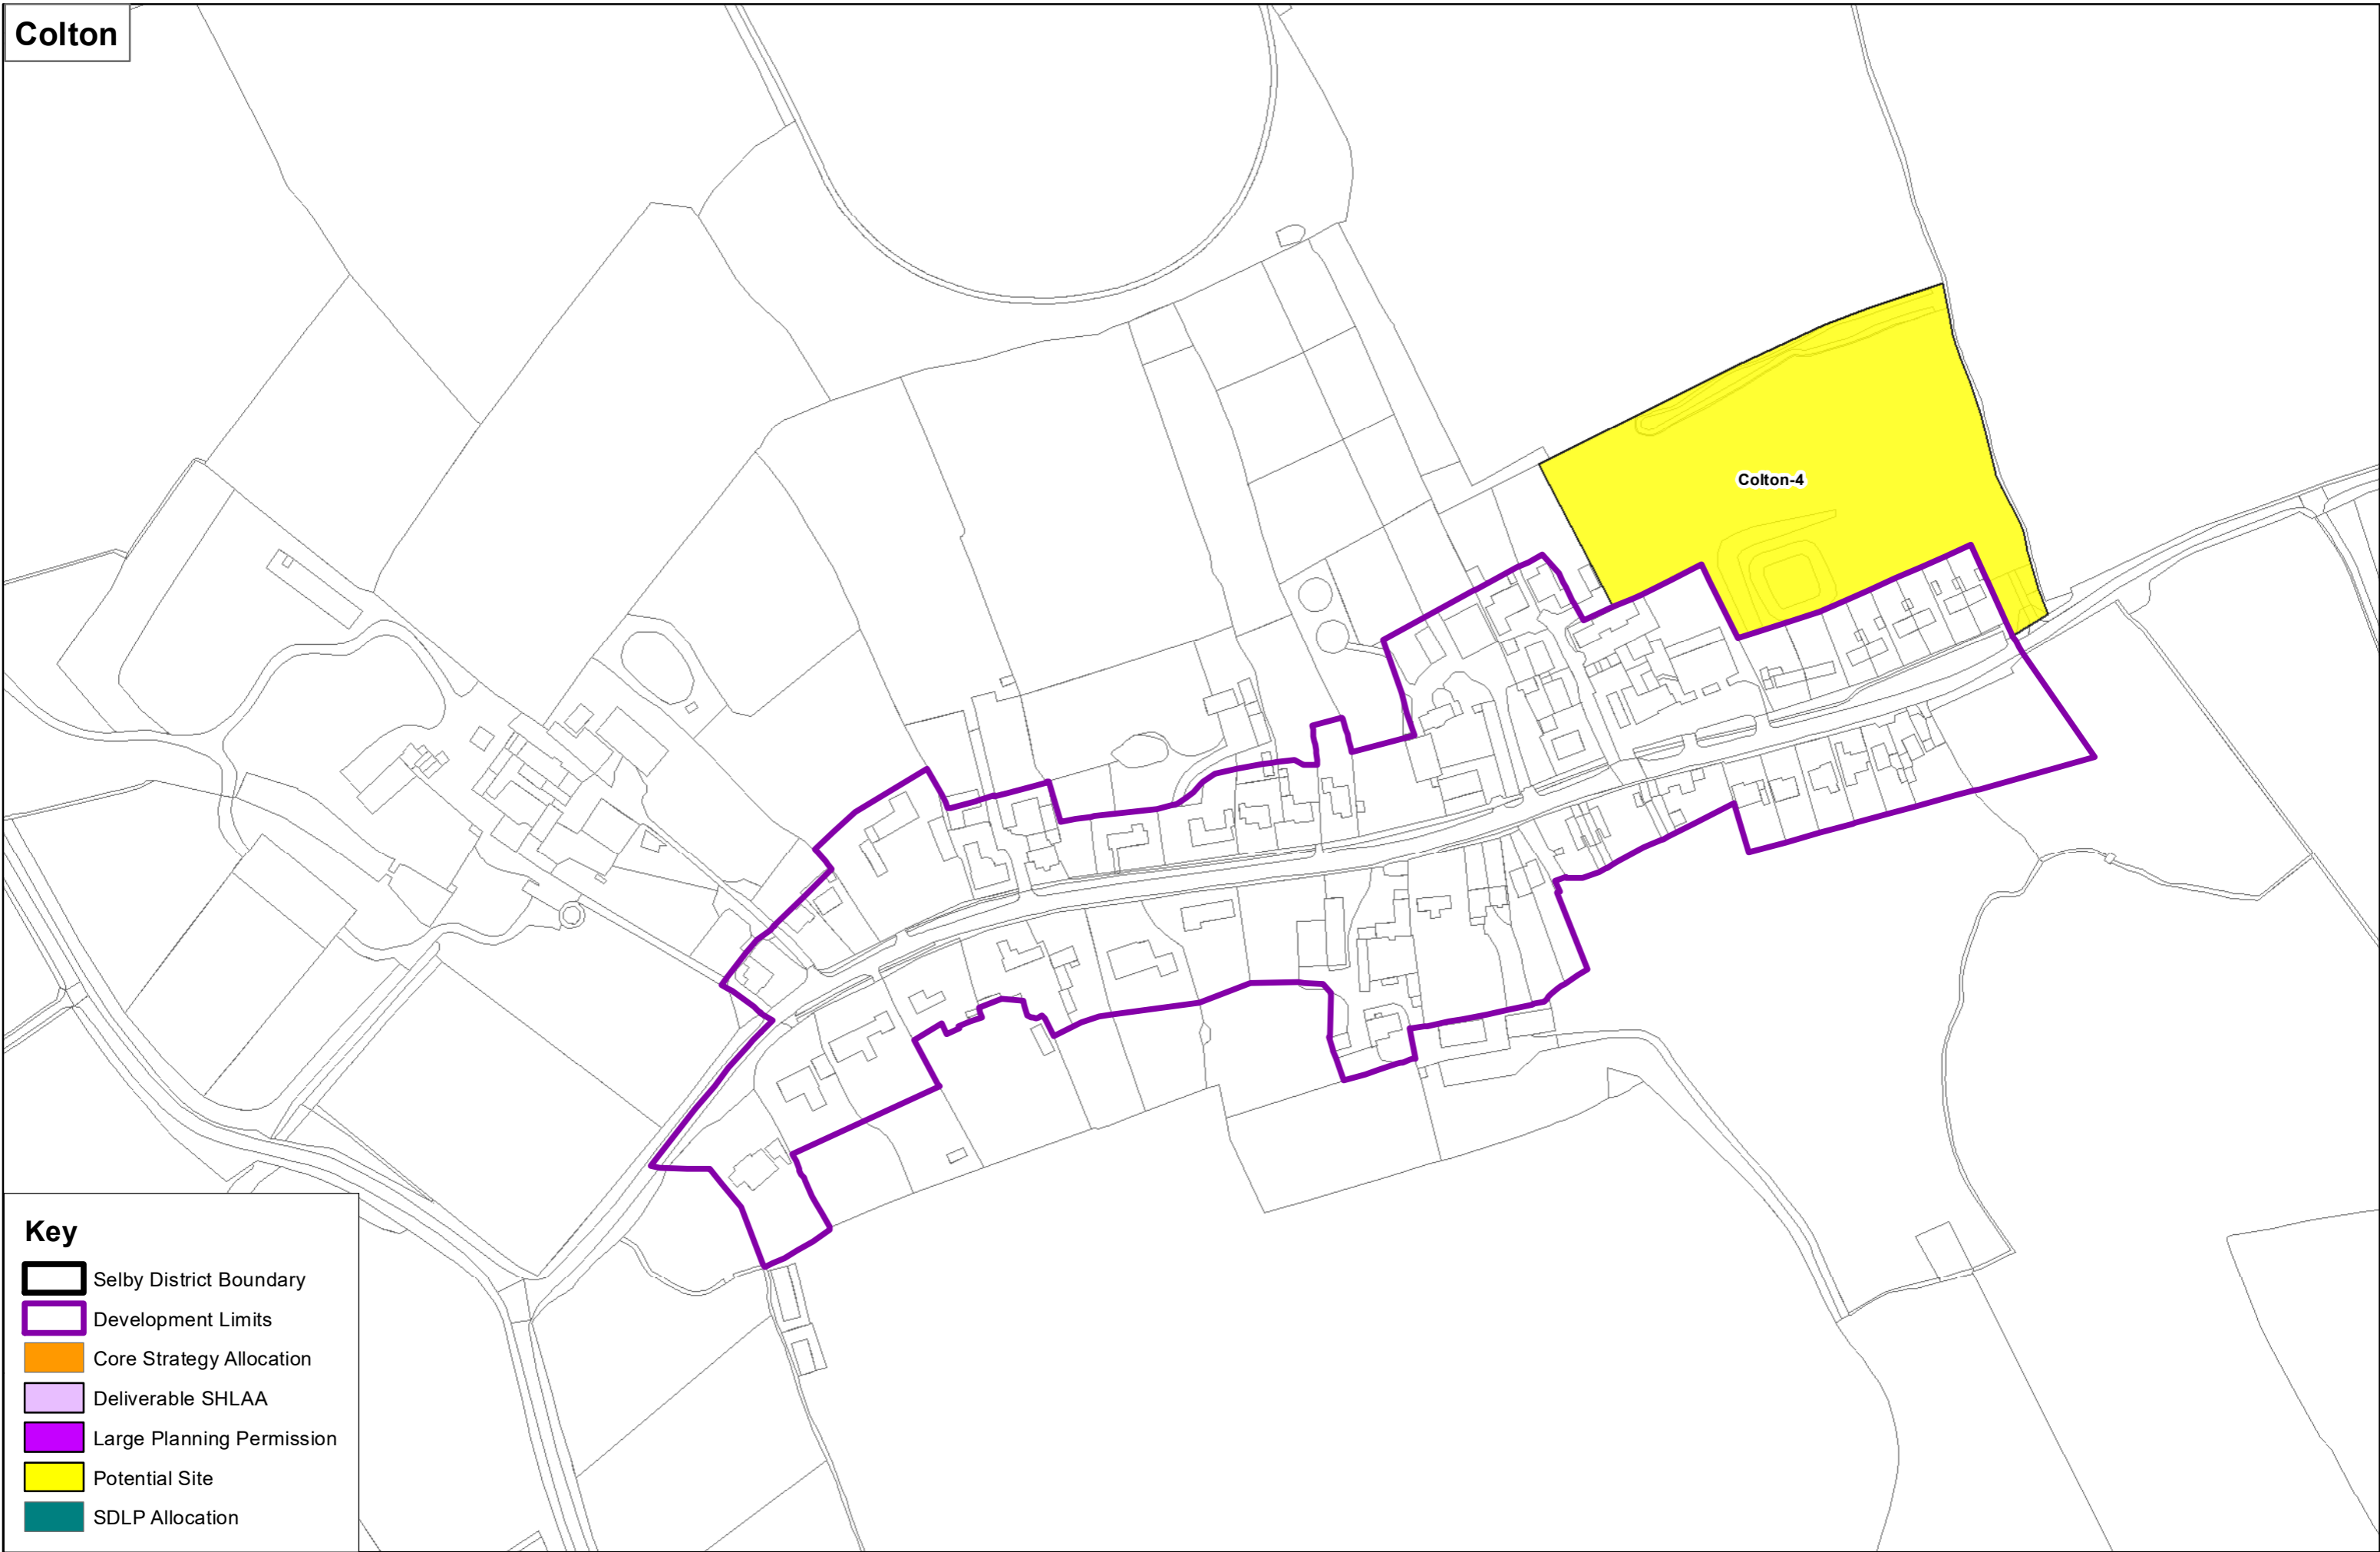 Colton
Colton-4
Key
Selby District Boundary
Development Limits
Core Strategy Allocation
Deliverable SHLAA
Large Planning Permission
Potential Site
SDLP Allocation